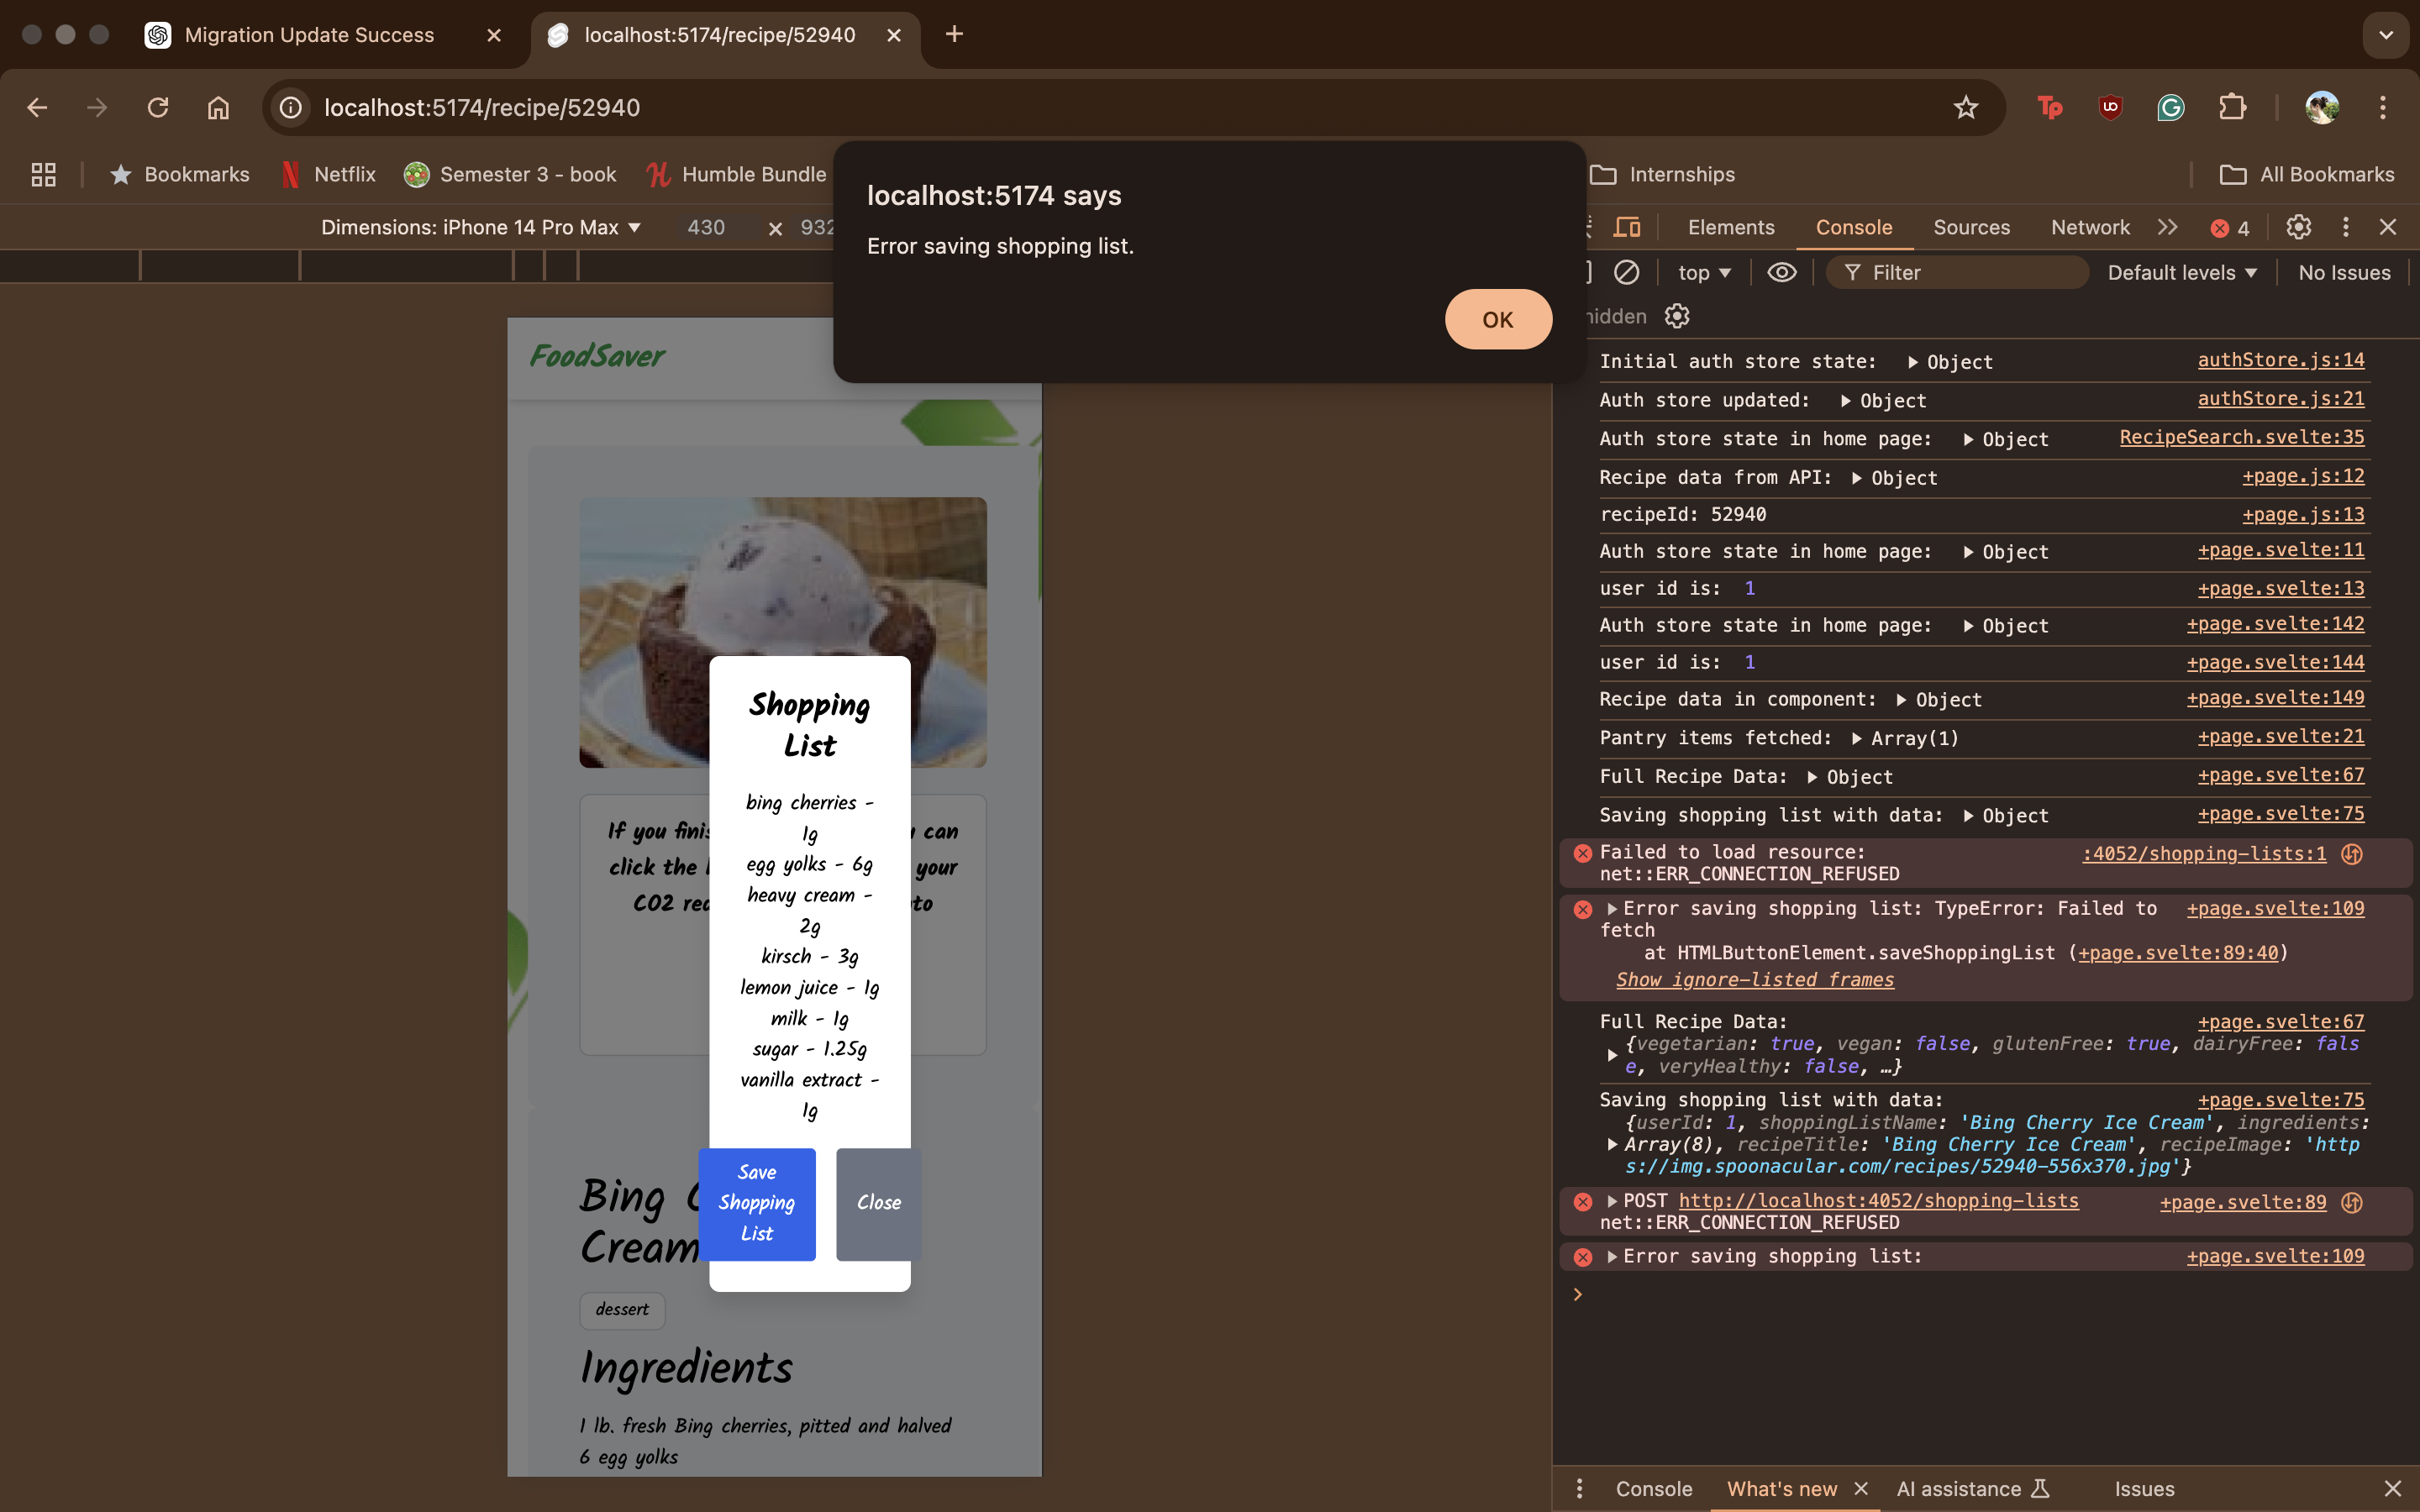 Migration Update Success
localhost:5174/recipe/52940
localhost:5174/recipe/52940
Bookmarks
Netflix
Semester 3 - book
Humble Bundle
Internships
All Bookmarks
localhost:5174 says
Error saving shopping list.
OK
Dimensions: iPhone 14 Pro Max ▼ 430 × 932
Elements Console Sources Network 4
top ▼ Filter Default levels ▼ No Issues
hidden
FoodSaver
Shopping
List
bing cherries -
1g
egg yolks - 6g
heavy cream -
2g
kirsch - 3g
lemon juice - 1g
milk - 1g
sugar - 1.25g
vanilla extract -
1g
Save
Shopping
List
Close
If you finis can
click the your
CO2 red to
Bing C
Cream
dessert
Ingredients
1 lb. fresh Bing cherries, pitted and halved
6 egg yolks
Initial auth store state: ▶ Object authStore.js:14
Auth store updated: ▶ Object authStore.js:21
Auth store state in home page: ▶ Object RecipeSearch.svelte:35
Recipe data from API: ▶ Object +page.js:12
recipeId: 52940 +page.js:13
Auth store state in home page: ▶ Object +page.svelte:11
user id is: 1 +page.svelte:13
Auth store state in home page: ▶ Object +page.svelte:142
user id is: 1 +page.svelte:144
Recipe data in component: ▶ Object +page.svelte:149
Pantry items fetched: ▶ Array(1) +page.svelte:21
Full Recipe Data: ▶ Object +page.svelte:67
Saving shopping list with data: ▶ Object +page.svelte:75
Failed to load resource: :4052/shopping-lists:1
net::ERR_CONNECTION_REFUSED
▶ Error saving shopping list: TypeError: Failed to +page.svelte:109
fetch
at HTMLButtonElement.saveShoppingList (+page.svelte:89:40)
Show ignore-listed frames
Full Recipe Data: +page.svelte:67
{vegetarian: true, vegan: false, glutenFree: true, dairyFree: fals
▶ e, veryHealthy: false, …}
Saving shopping list with data: +page.svelte:75
{userId: 1, shoppingListName: 'Bing Cherry Ice Cream', ingredients:
▶ Array(8), recipeTitle: 'Bing Cherry Ice Cream', recipeImage: 'http
s://img.spoonacular.com/recipes/52940-556x370.jpg'}
▶ POST http://localhost:4052/shopping-lists +page.svelte:89
net::ERR_CONNECTION_REFUSED
▶ Error saving shopping list: +page.svelte:109
Console What's new AI assistance Issues